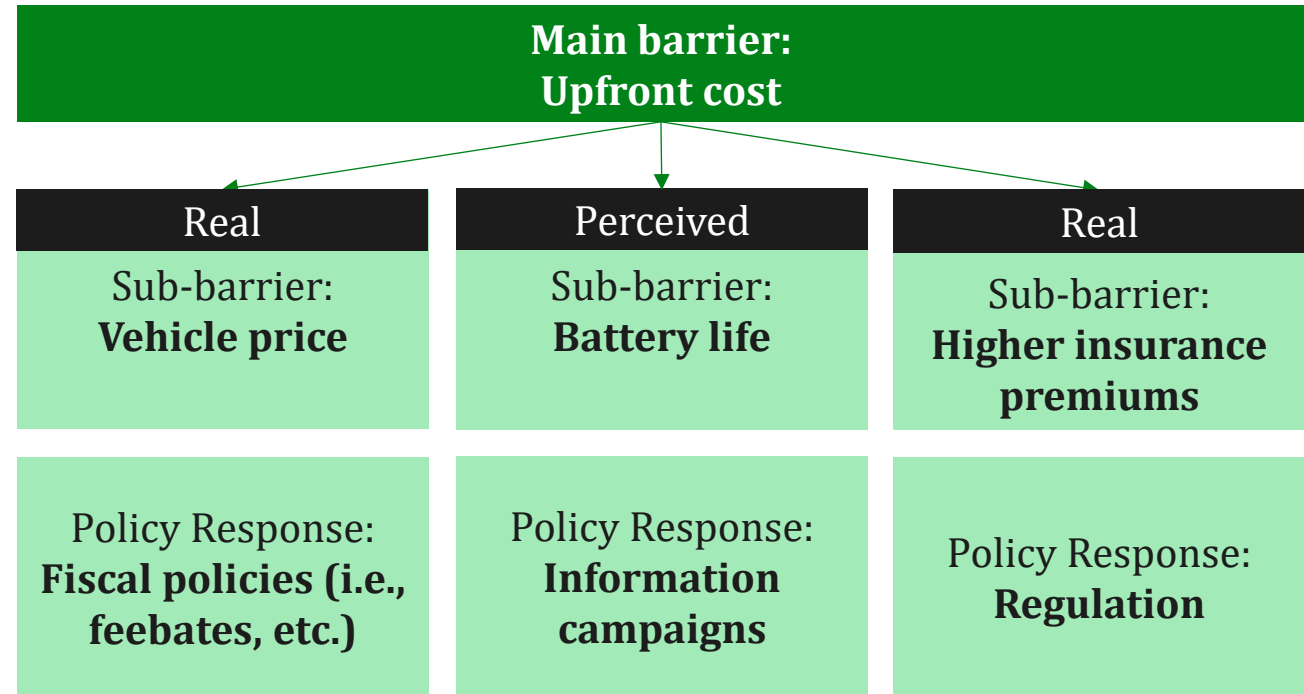 Main barrier:
Upfront cost
Real
Sub-barrier:
Vehicle price
Policy Response:
Fiscal policies (i.e.,
feebates, etc.)
Perceived
Sub-barrier:
Battery life
Policy Response:
Information
campaigns
Real
Sub-barrier:
Higher insurance
premiums
Policy Response:
Regulation